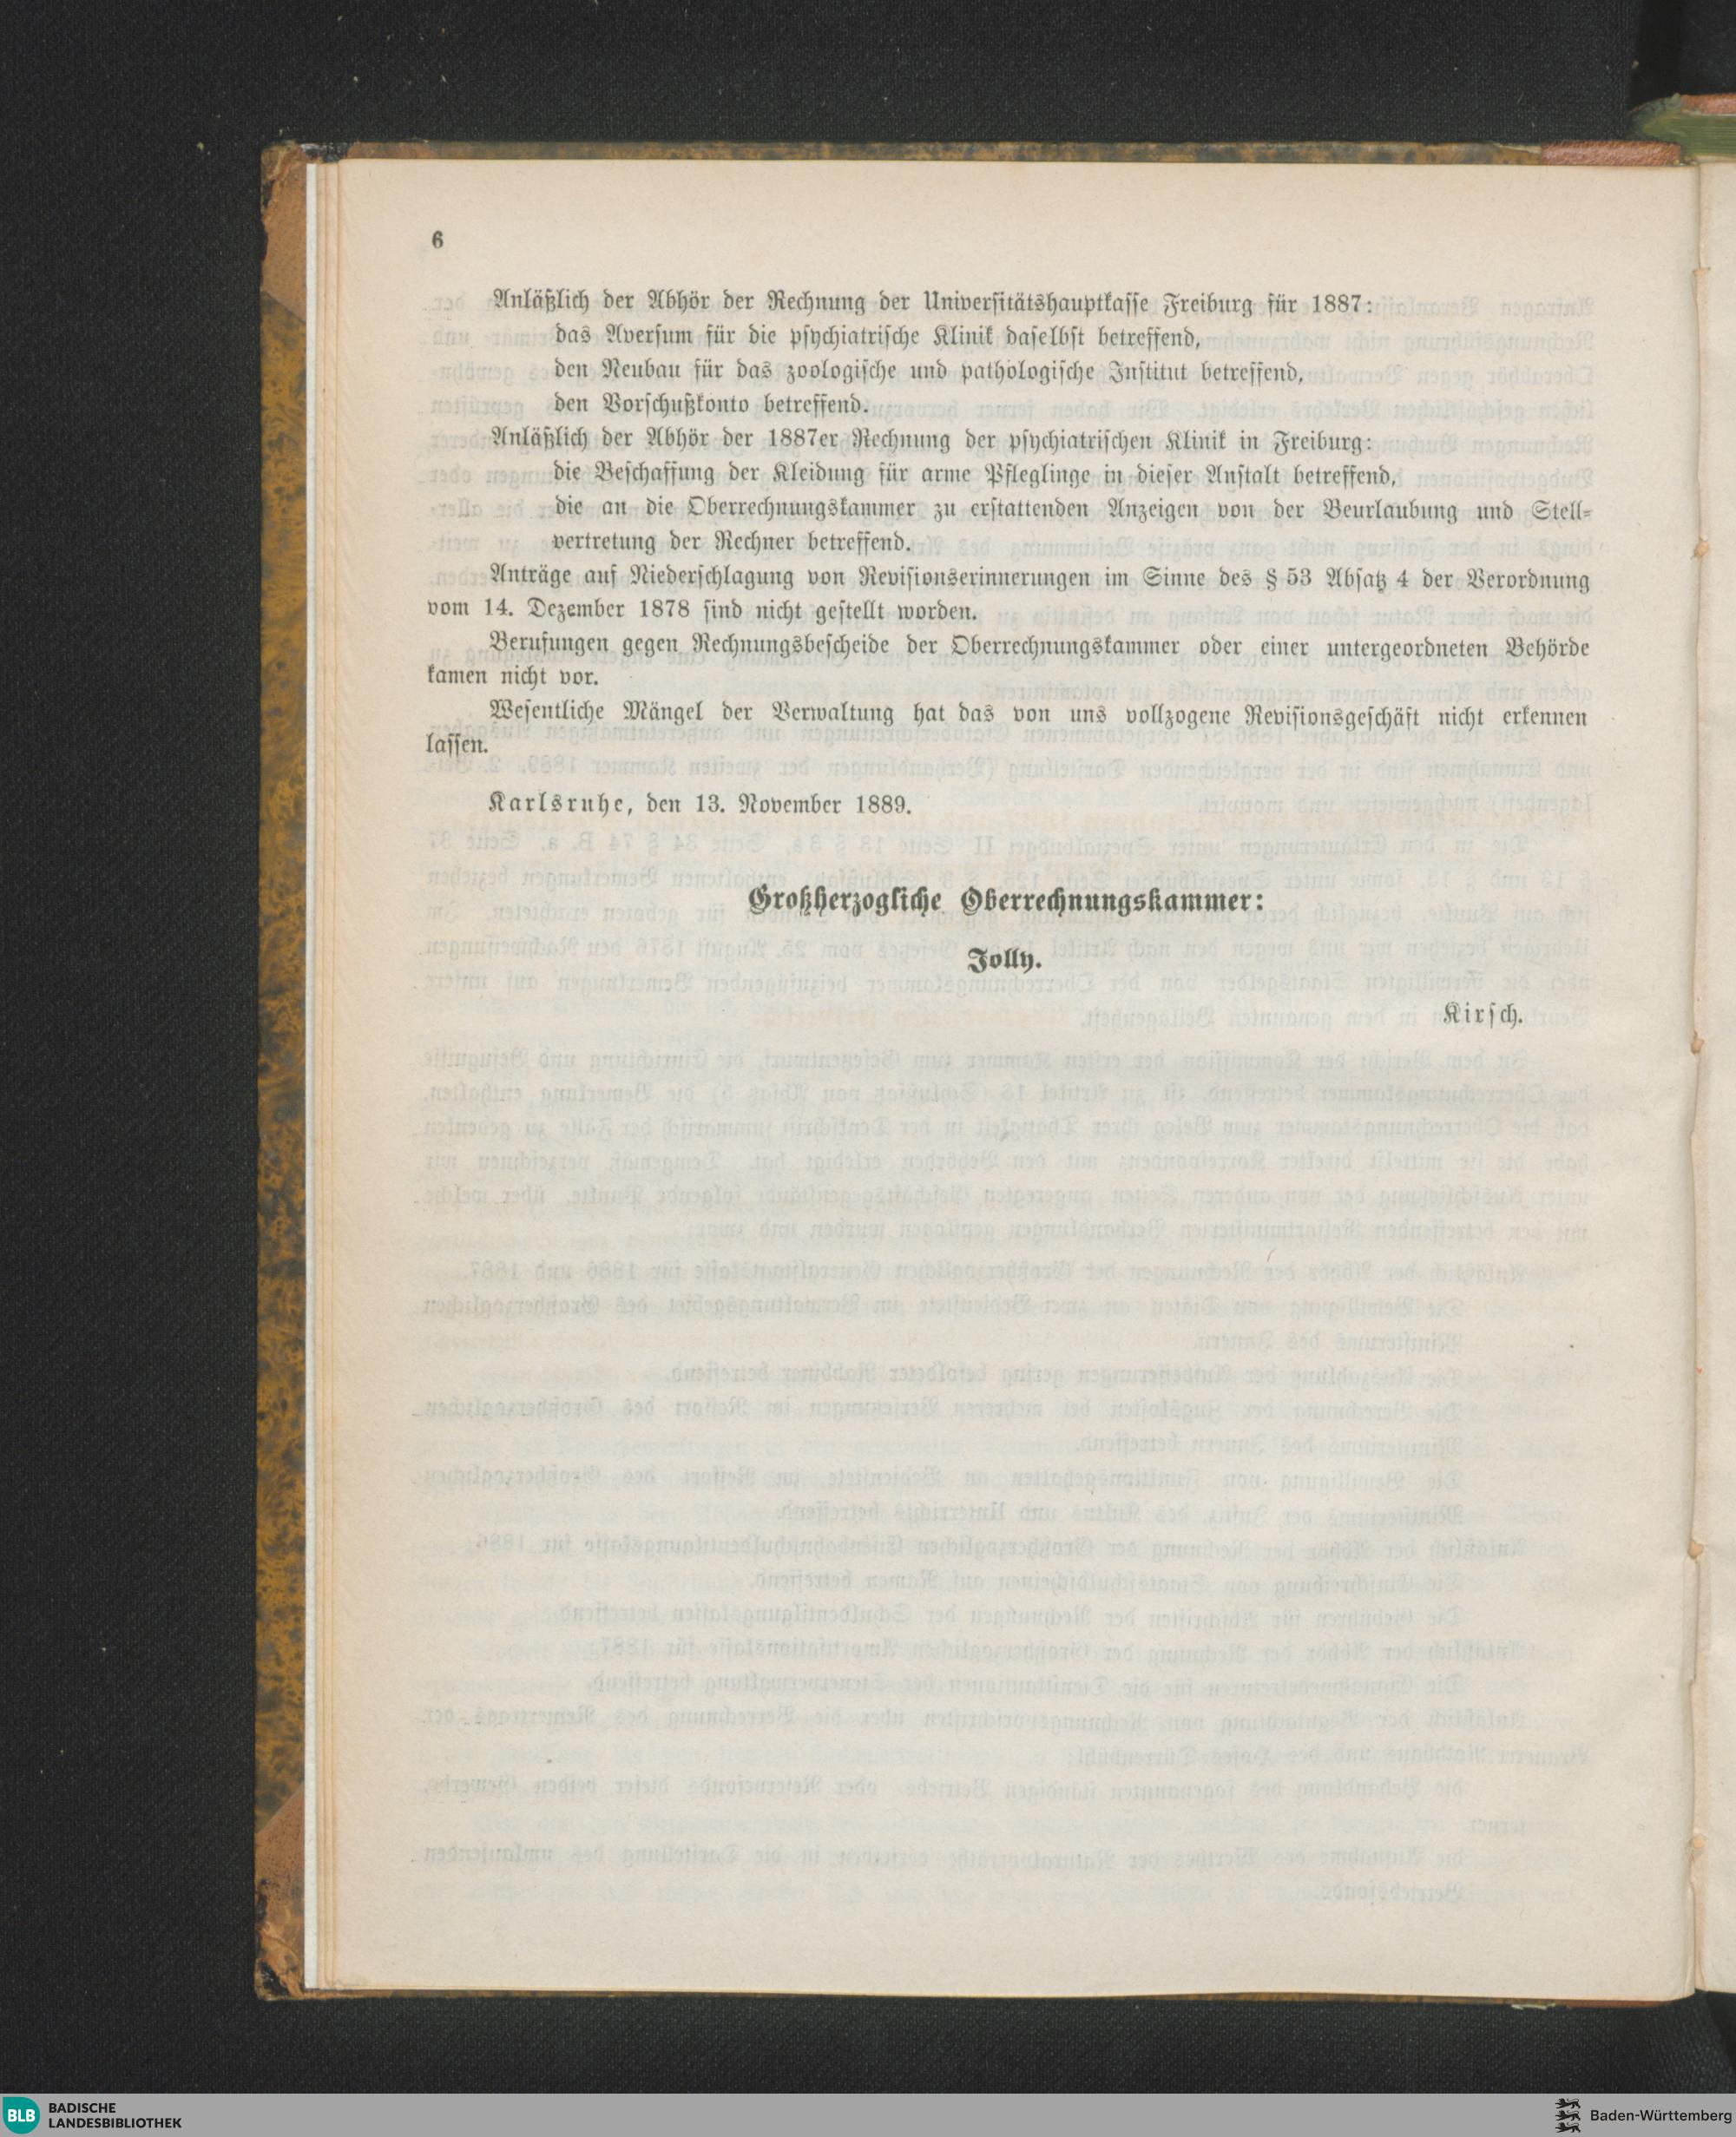 6
Anläßlich der Abhör der Rechnung der Universitätshauptkasse Freiburg für 1887:
das Aversum für die psychiatrische Klinik daselbst betreffend,
den Neubau für das zoologische und pathologische Institut betreffend,
den Vorschußkonto betreffend.
Anläßlich der Abhör der 1887er Rechnung der psychiatrischen Klinik in Freiburg:
die Beschaffung der Kleidung für arme Pfleglinge in dieser Anstalt betreffend,
die an die Oberrechnungskammer zu erstattenden Anzeigen von der Beurlaubung und Stell-
vertretung der Rechner betreffend.
Anträge auf Niederschlagung von Revisionserinnerungen im Sinne des § 53 Absatz 4 der Verordnung
vom 14. Dezember 1878 sind nicht gestellt worden.
Berufungen gegen Rechnungsbescheide der Oberrechnungskammer oder einer untergeordneten Behörde
kamen nicht vor.
Wesentliche Mängel der Verwaltung hat das von uns vollzogene Revisionsgeschäft nicht erkennen
lassen.
Karlsruhe, den 13. November 1889.
Großherzogliche Oberrechnungskammer:
Jolly.
Kirsch.
BLB BADISCHE
LANDESBIBLIOTHEK
Baden-Württemberg